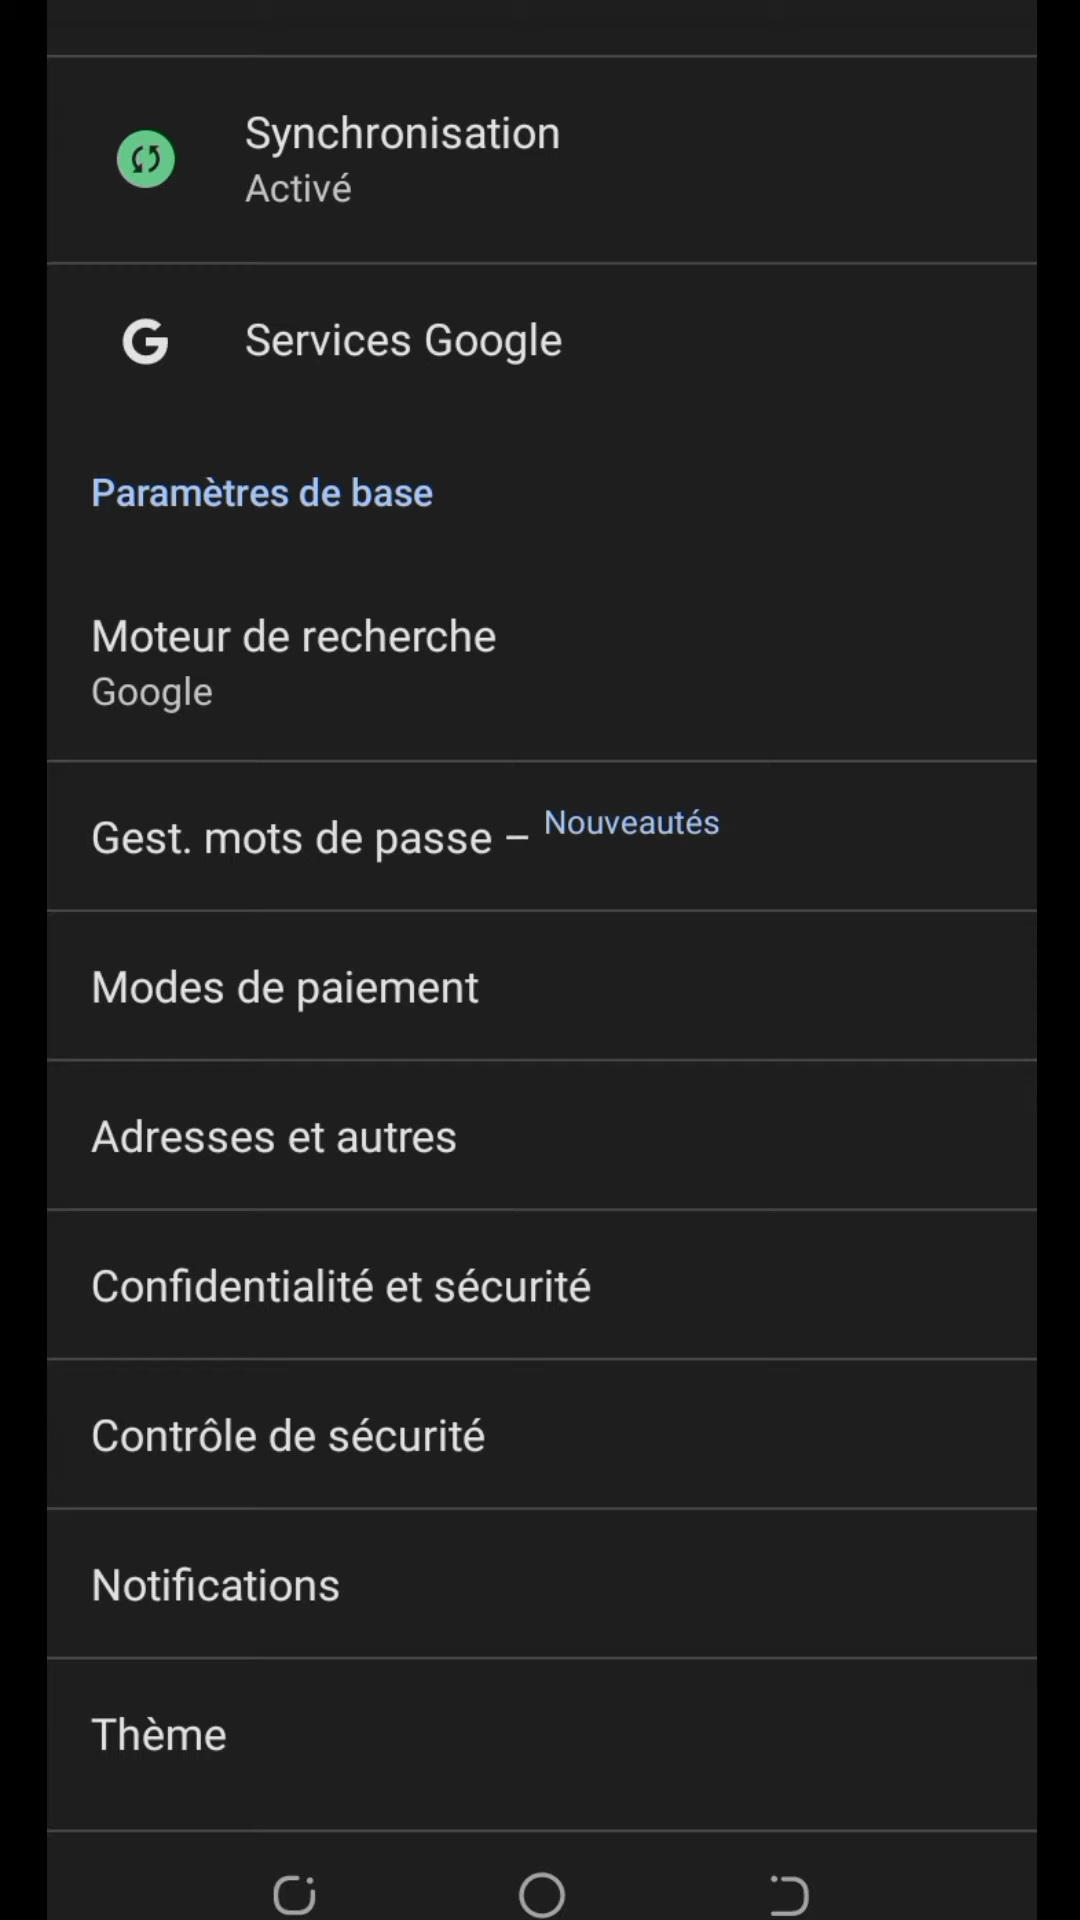 Synchronisation
Activé
Services Google
Paramètres de base
Moteur de recherche
Google
Gest. mots de passe – Nouveautés
Modes de paiement
Adresses et autres
Confidentialité et sécurité
Contrôle de sécurité
Notifications
Thème